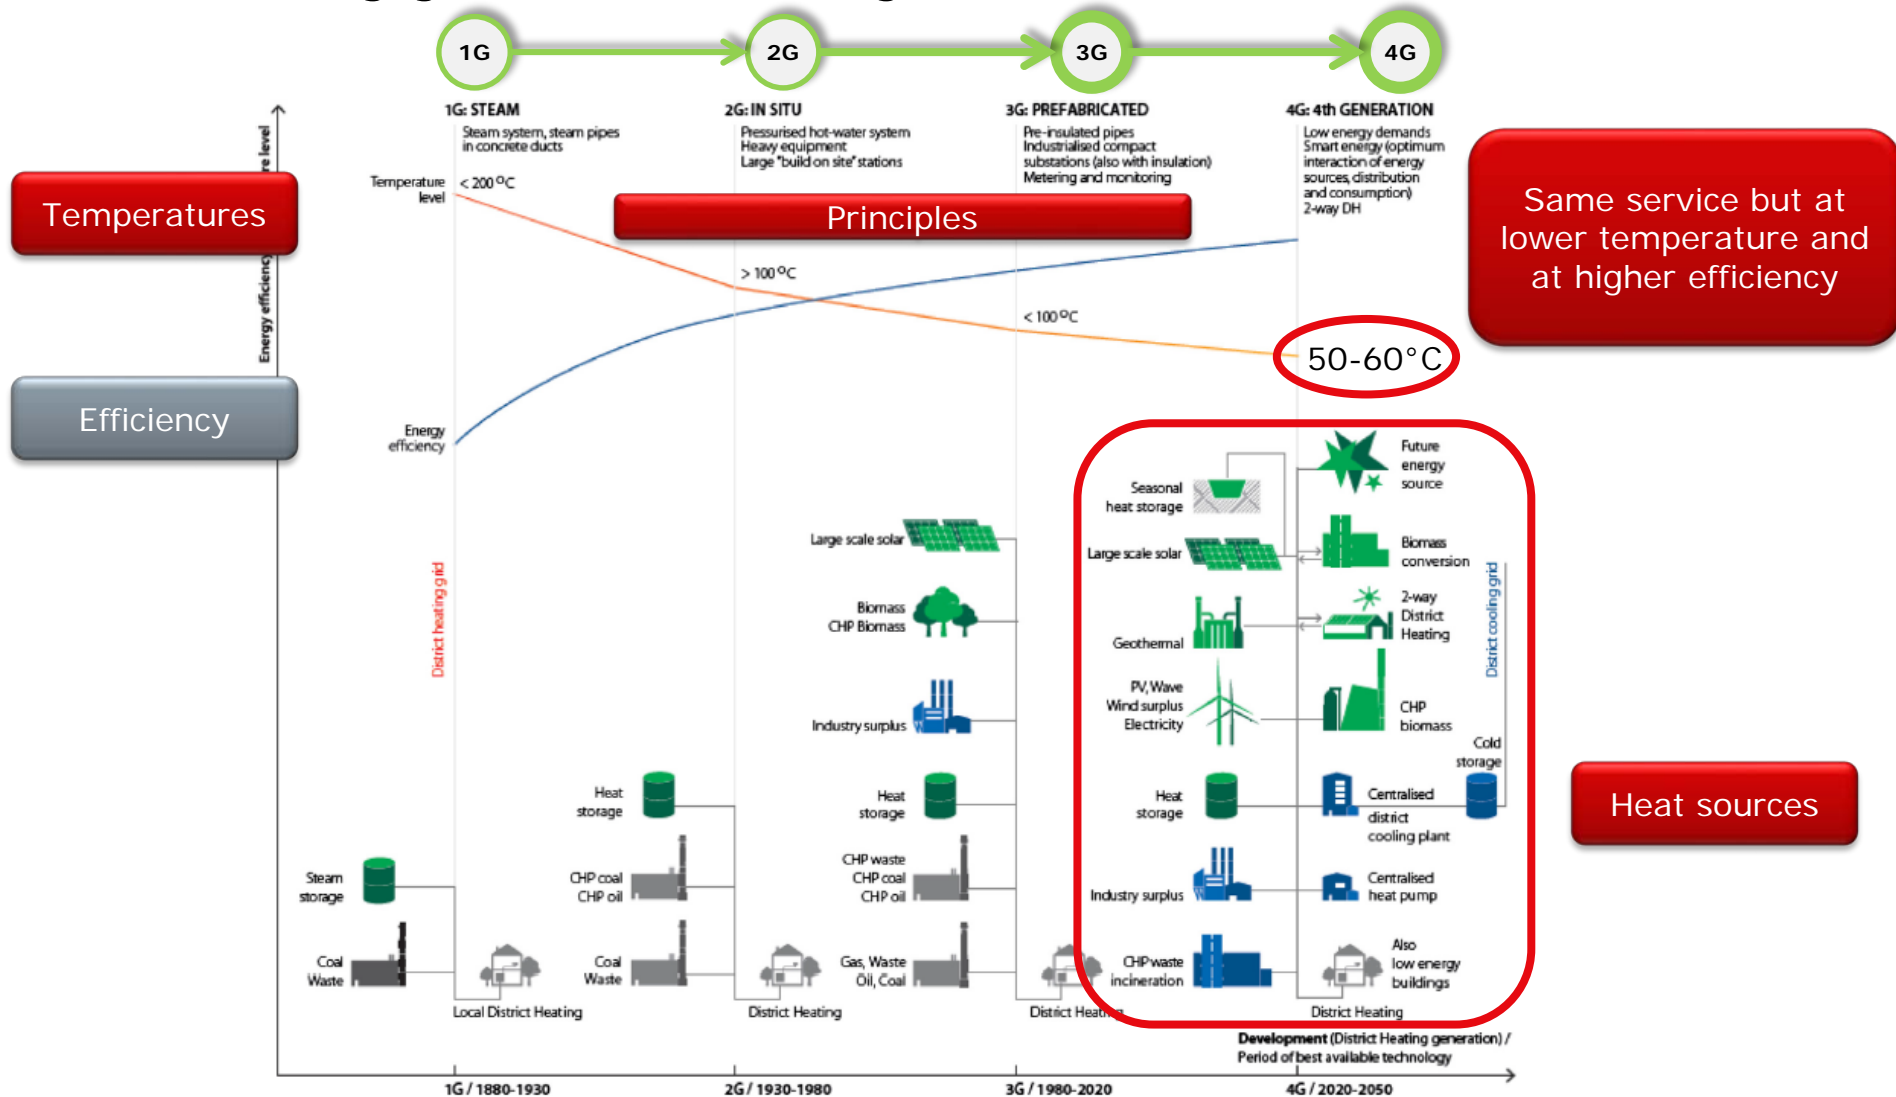 1G
2G
3G
4G
1G: STEAM
Steam system, steam pipes
in concrete ducts
2G: IN SITU
Pressurised hot-water system
Heavy equipment
Large "build on site" stations
3G: PREFABRICATED
Pre-insulated pipes
Industrialised compact
substations (also with insulation)
Metering and monitoring
4G: 4th GENERATION
Low energy demands
Smart energy (optimum
interaction of energy
sources, distribution
and consumption)
2-way DH
Temperatures
Principles
Same service but at
lower temperature and
at higher efficiency
Efficiency
Energy efficiency
Temperature
level
< 200 °C
> 100 °C
< 100 °C
50-60°C
Energy
efficiency
District heating grid
Steam
storage
Coal
Waste
Local District Heating
Heat
storage
CHP coal
CHP oil
Coal
Waste
District Heating
Large scale solar
Biomass
CHP Biomass
Industry surplus
Heat
storage
CHP waste
CHP coal
CHP oil
Gas, Waste
Oil, Coal
District Heating
Seasonal
heat storage
Large scale solar
Geothermal
PV, Wave
Wind surplus
Electricity
Heat
storage
Industry surplus
CHP waste
incineration
Future
energy
source
Biomass
conversion
2-way
District
Heating
CHP
biomass
Centralised
district
cooling plant
Centralised
heat pump
Also
low energy
buildings
District Heating
District cooling grid
Cold
storage
Heat sources
Development (District Heating generation) /
Period of best available technology
1G / 1880-1930
2G / 1930-1980
3G / 1980-2020
4G / 2020-2050